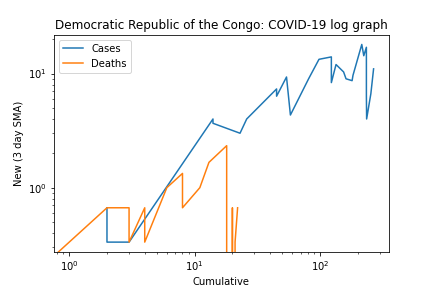 Democratic Republic of the Congo: COVID-19 log graph
Cases
Deaths
New (3 day SMA)
10¹
10⁰
10⁰ 10¹ 10²
Cumulative